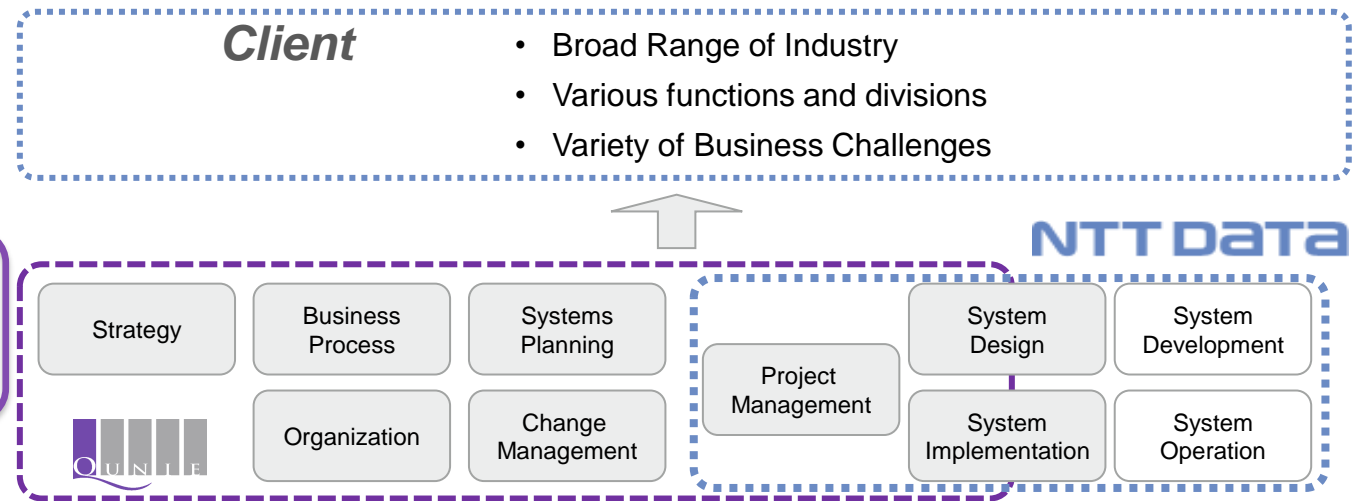 Client
• Broad Range of Industry
• Various functions and divisions
• Variety of Business Challenges
NTT DATA
Strategy
Business
Process
Systems
Planning
Project
Management
System
Design
System
Development
QUNIE
Organization
Change
Management
System
Implementation
System
Operation